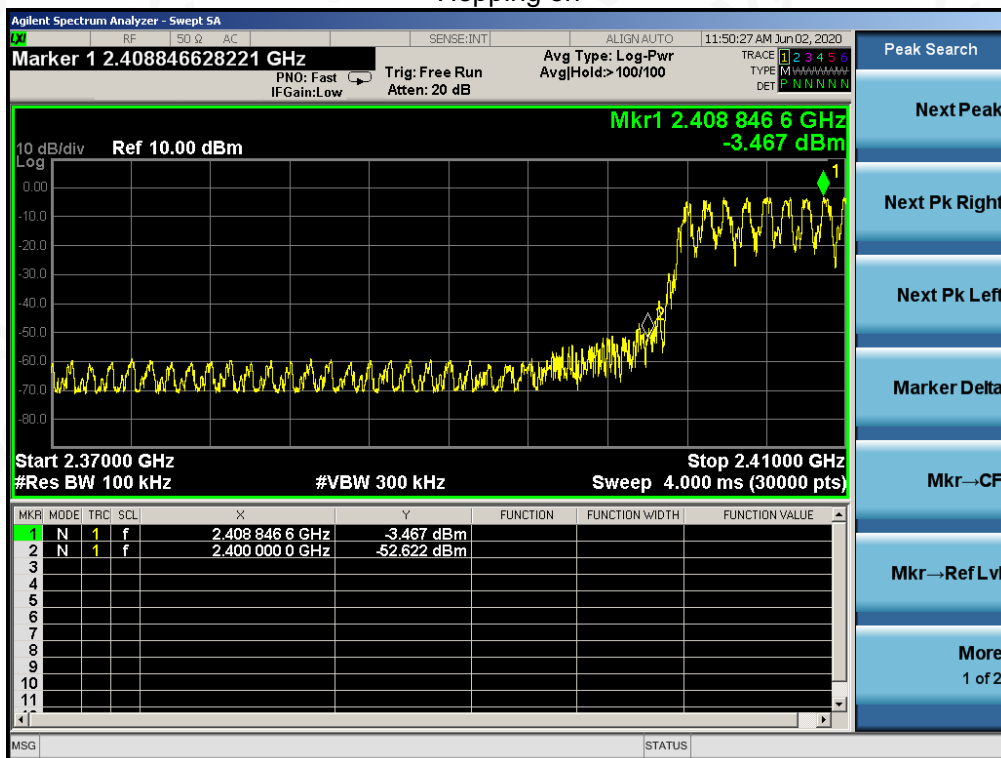 Hopping on
Agilent Spectrum Analyzer - Swept SA
LXI RF 50 Ω AC SENSE:INT ALIGN AUTO 11:50:27 AM Jun 02, 2020
Marker 1 2.408846628221 GHz
PNO: Fast
IFGain:Low
Trig: Free Run
Atten: 20 dB
Avg Type: Log-Pwr
Avg|Hold:>100/100
TRACE 1 2 3 4 5 6
TYPE M WWWWW
DET P N N N N N
Mkr1 2.408 846 6 GHz
-3.467 dBm
10 dB/div Ref 10.00 dBm
Log
1
0.00
-10.0
-20.0
-30.0
-40.0
2
-50.0
-60.0
-70.0
-80.0
Start 2.37000 GHz Stop 2.41000 GHz
#Res BW 100 kHz #VBW 300 kHz Sweep 4.000 ms (30000 pts)
MKR MODE TRC SCL X Y FUNCTION FUNCTION WIDTH FUNCTION VALUE
1 N 1 f 2.408 846 6 GHz -3.467 dBm
2 N 1 f 2.400 000 0 GHz -52.622 dBm
3
4
5
6
7
8
9
10
11
MSG STATUS
Peak Search
Next Peak
Next Pk Right
Next Pk Left
Marker Delta
Mkr→CF
Mkr→Ref Lvl
More
1 of 2